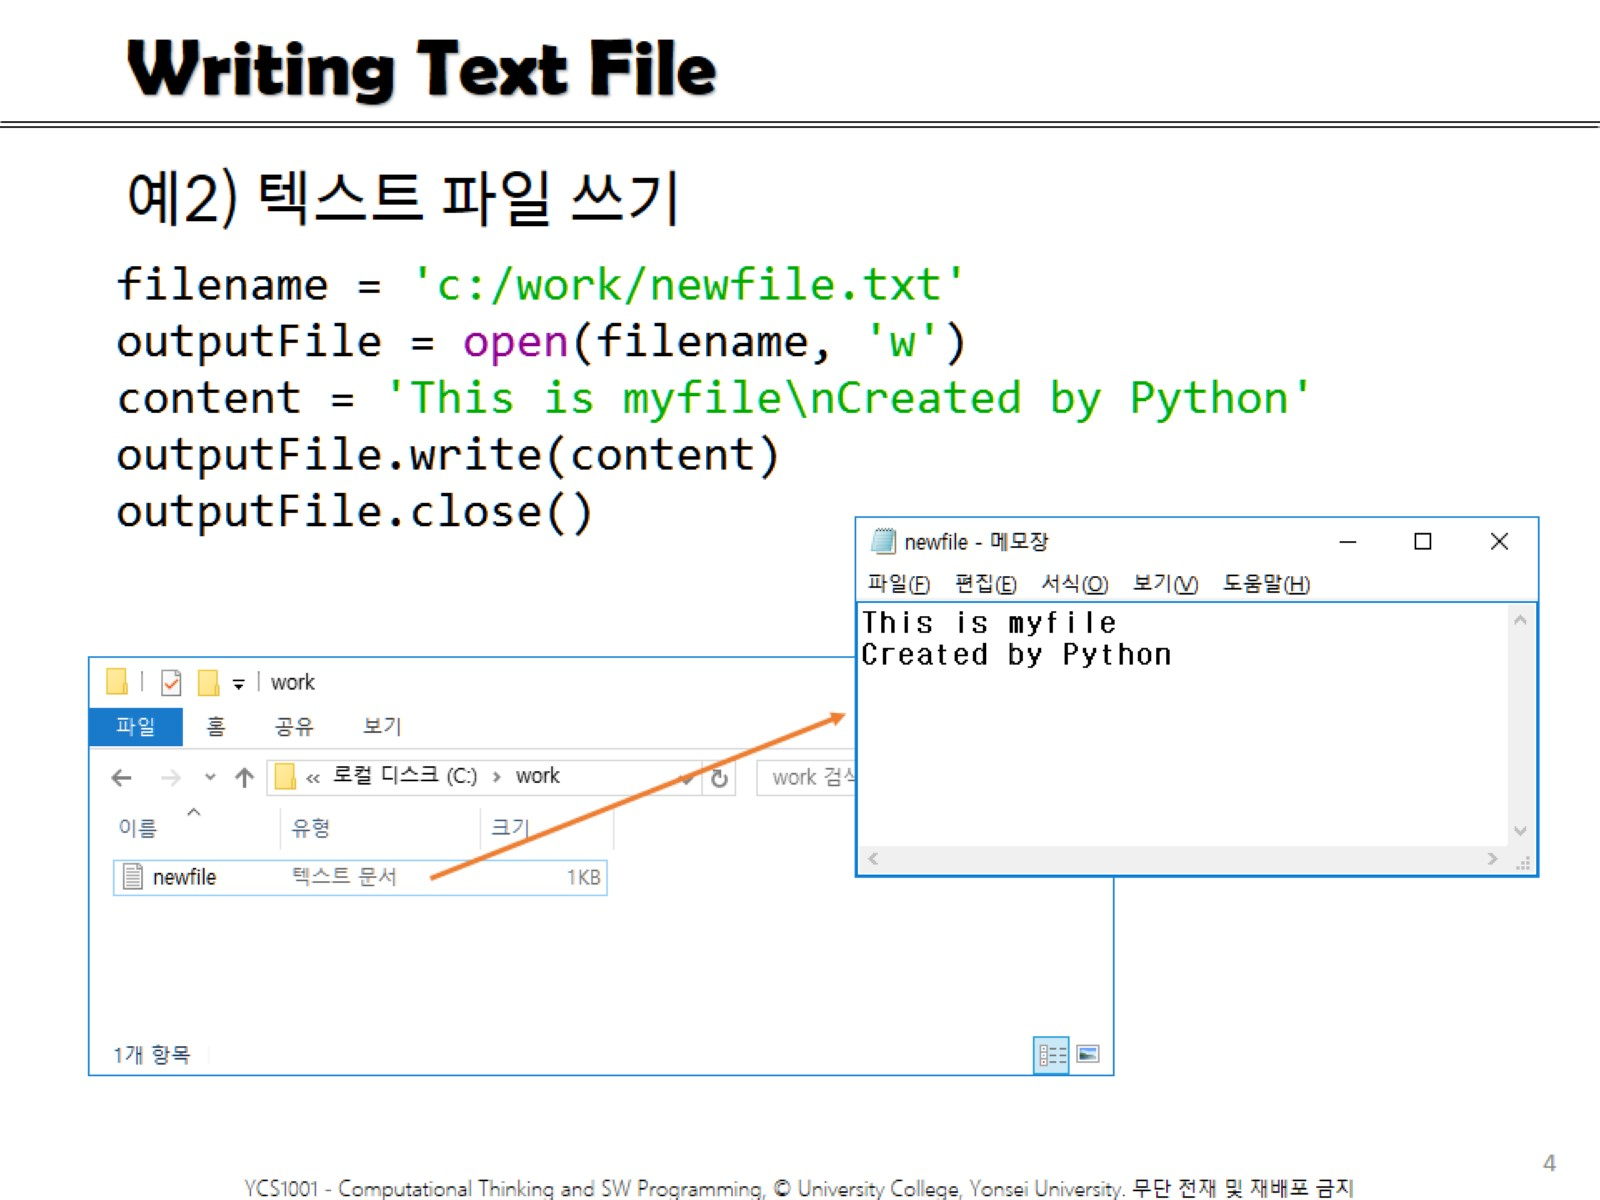 Writing Text File
예2) 텍스트 파일 쓰기
filename = 'c:/work/newfile.txt'
outputFile = open(filename, 'w')
content = 'This is myfile\nCreated by Python'
outputFile.write(content)
outputFile.close()
newfile - 메모장
파일(F) 편집(E) 서식(O) 보기(V) 도움말(H)
This is myfile
Created by Python
work
파일 홈 공유 보기
« 로컬 디스크 (C:) › work
work 검색
이름 유형 크기
newfile 텍스트 문서 1KB
1개 항목
4
YCS1001 - Computational Thinking and SW Programming, © University College, Yonsei University. 무단 전재 및 재배포 금지